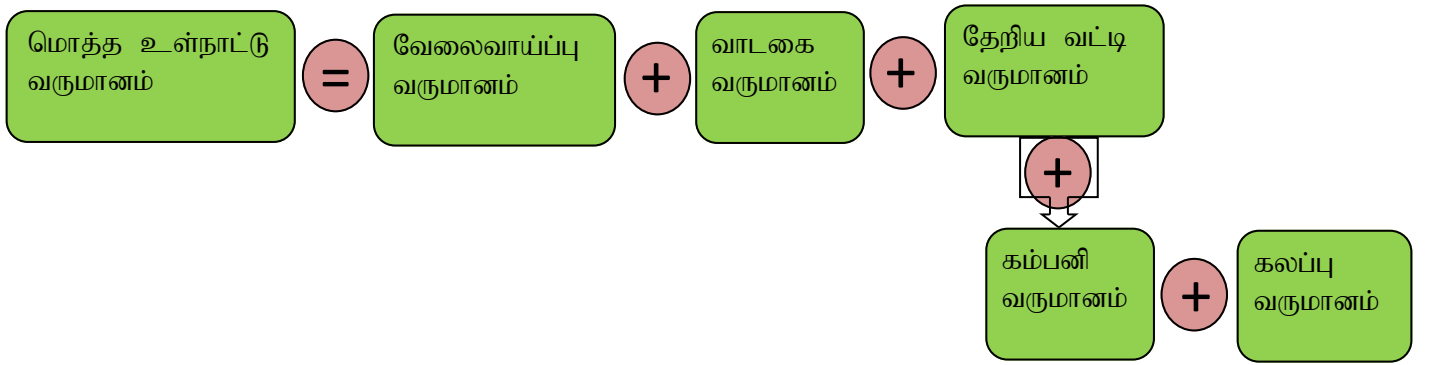 மொத்த உள்நாட்டு
வருமானம்
=
வேலைவாய்ப்பு
வருமானம்
+
வாடகை
வருமானம்
+
தேறிய வட்டி
வருமானம்
+
கம்பனி
வருமானம்
+
கலப்பு
வருமானம்